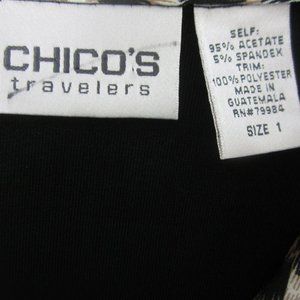 CHICO'S
travelers
SELF:
95% ACETATE
5% SPANDEX
TRIM:
100% POLYESTER
MADE IN
GUATEMALA
RN#79984
SIZE 1